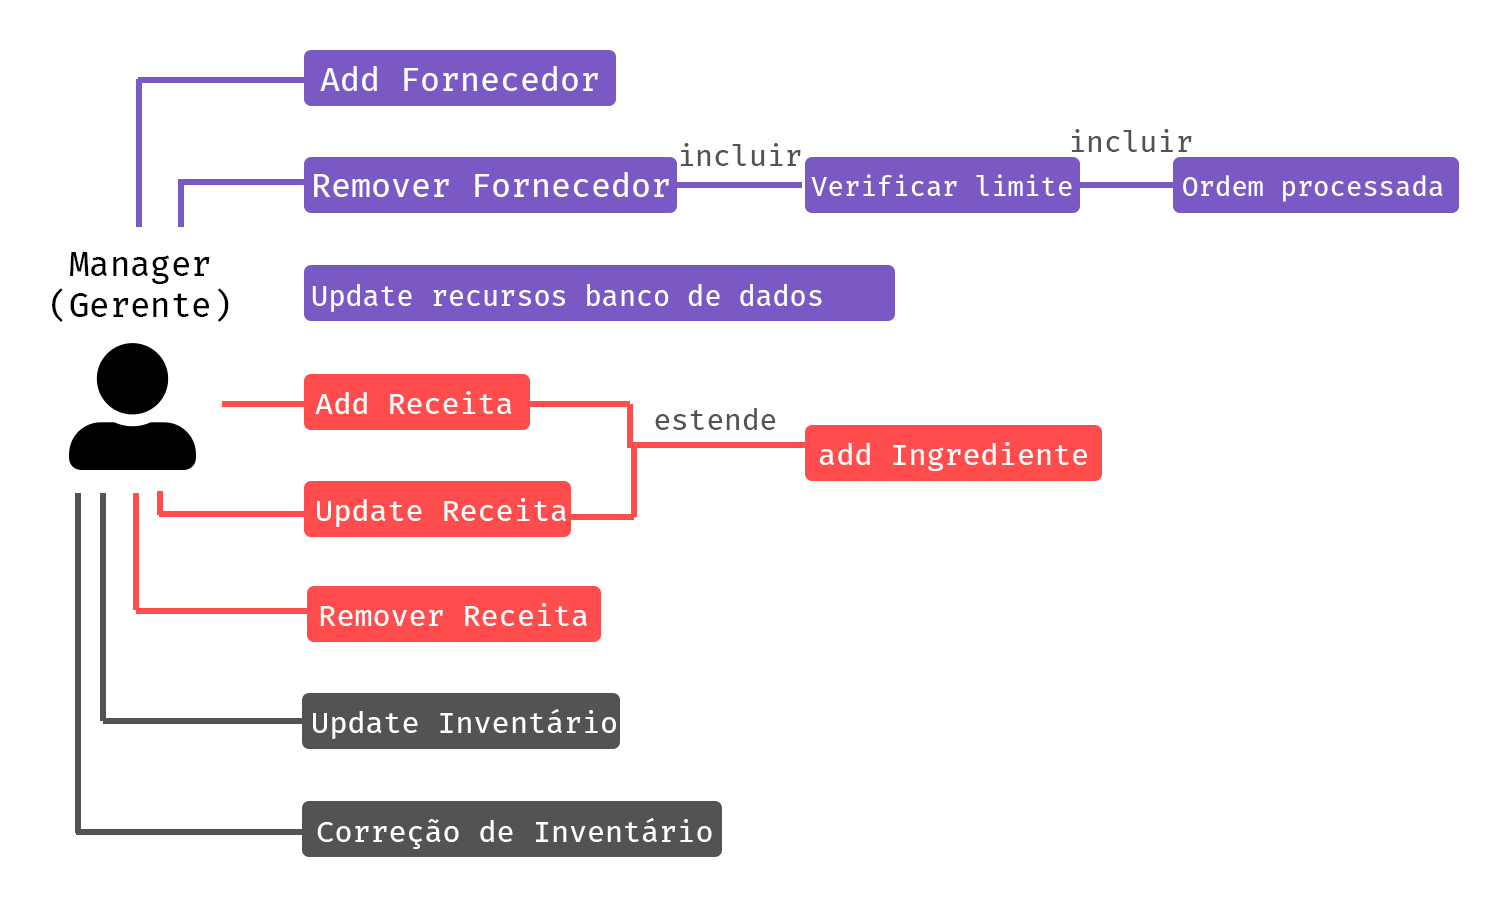 Add Fornecedor
incluir
incluir
Remover Fornecedor
Verificar limite
Ordem processada
Manager
(Gerente)
Update recursos banco de dados
Add Receita
estende
add Ingrediente
Update Receita
Remover Receita
Update Inventário
Correção de Inventário